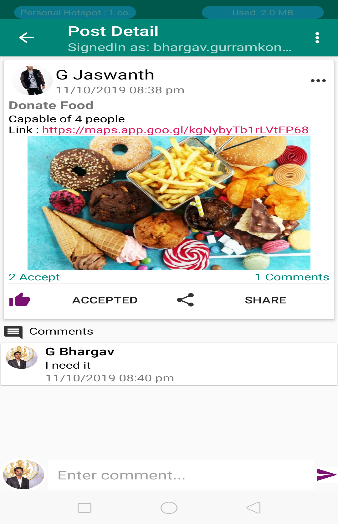 Personal Hotspot : 1 co
Used: 2.0 MB
Post Detail
SignedIn as: bhargav.gurramkon...
G Jaswanth
11/10/2019 08:38 pm
Donate Food
Capable of 4 people
Link : https://maps.app.goo.gl/kgNybyTb1rLVtFP68
2 Accept
1 Comments
ACCEPTED
SHARE
Comments
G Bhargav
I need it
11/10/2019 08:40 pm
Enter comment...